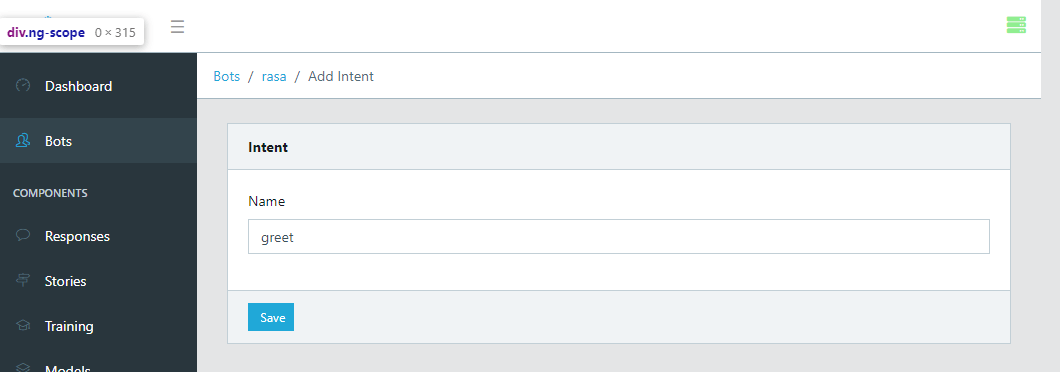 div.ng-scope 0 × 315
Bots / rasa / Add Intent
Dashboard
Bots
COMPONENTS
Responses
Stories
Training
Models
Intent
Name
greet
Save